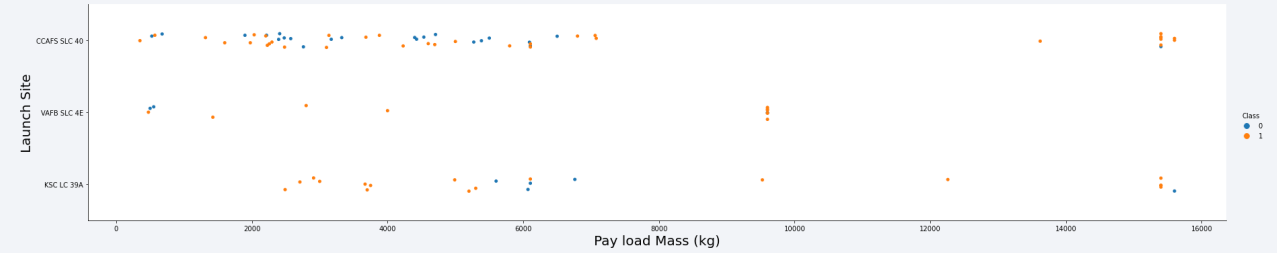 Launch Site
CCAFS SLC 40
VAFB SLC 4E
KSC LC 39A
0 2000 4000 6000 8000 10000 12000 14000 16000
Pay load Mass (kg)
Class
0
1